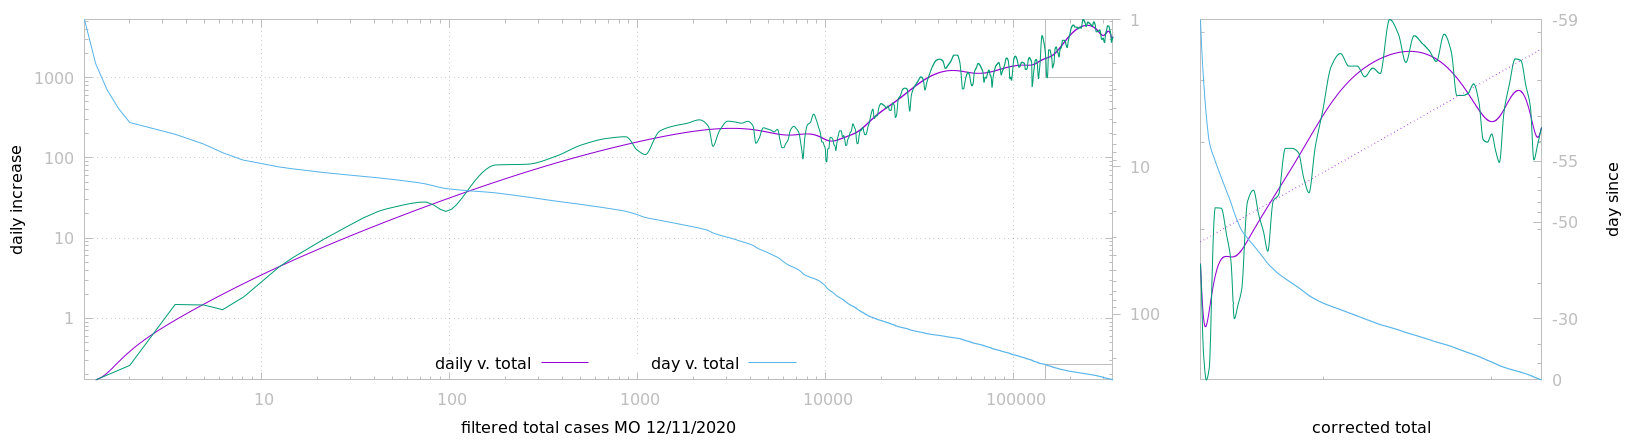 daily increase
1000
100
10
1
10
100
1000
10000
100000
1
10
100
daily v. total
day v. total
filtered total cases MO 12/11/2020
-59
-55
-50
-30
0
day since
corrected total